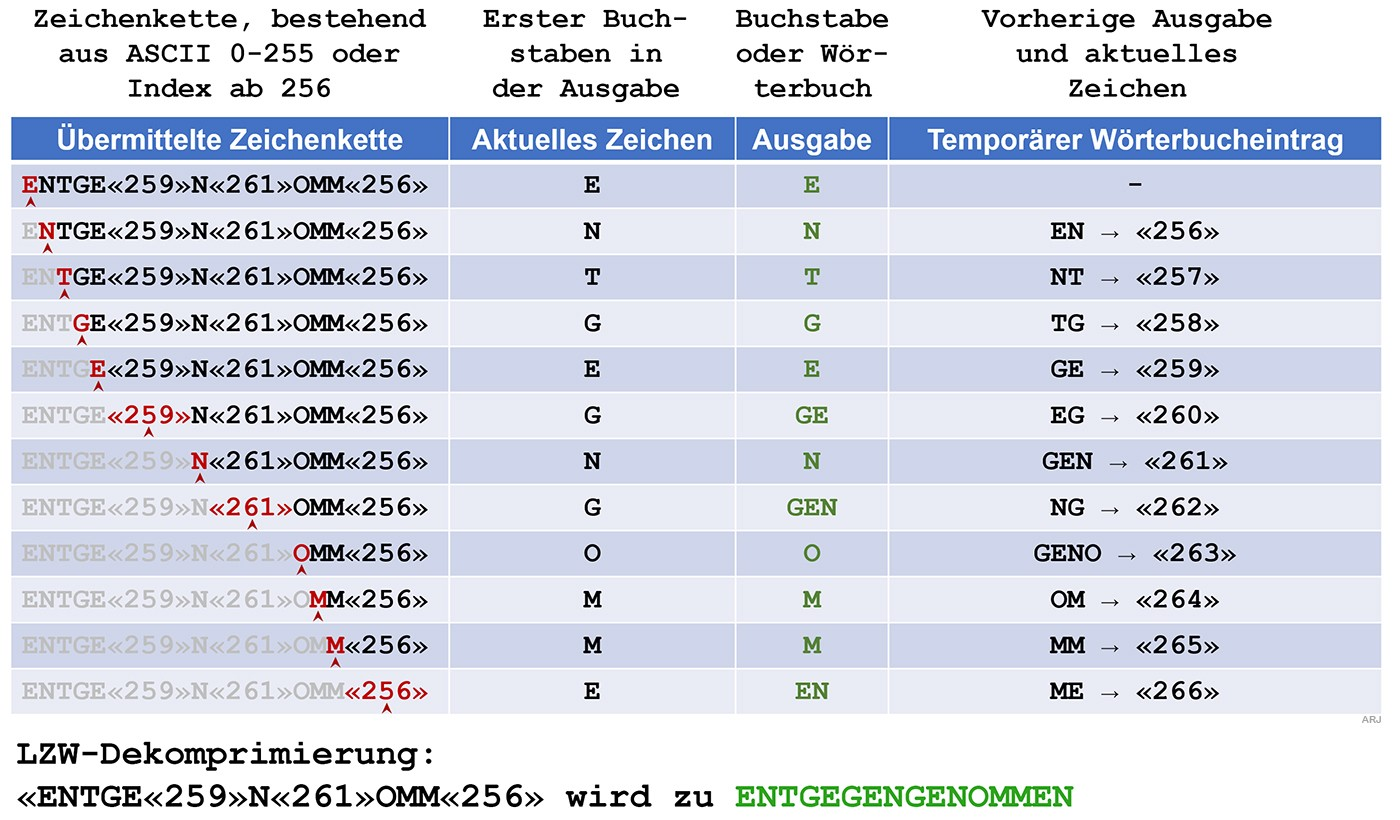 Zeichenkette, bestehend
aus ASCII 0-255 oder
Index ab 256
Erster Buch-
staben in
der Ausgabe
Buchstabe
oder Wör-
terbuch
Vorherige Ausgabe
und aktuelles
Zeichen
Übermittelte Zeichenkette Aktuelles Zeichen Ausgabe Temporärer Wörterbucheintrag
ENTGE«259»N«261»OMM«256» E E –
ENTGE«259»N«261»OMM«256» N N EN → «256»
ENTGE«259»N«261»OMM«256» T T NT → «257»
ENTGE«259»N«261»OMM«256» G G TG → «258»
ENTGE«259»N«261»OMM«256» E E GE → «259»
ENTGE«259»N«261»OMM«256» G GE EG → «260»
ENTGE«259»N«261»OMM«256» N N GEN → «261»
ENTGE«259»N«261»OMM«256» G GEN NG → «262»
ENTGE«259»N«261»OMM«256» O O GENO → «263»
ENTGE«259»N«261»OMM«256» M M OM → «264»
ENTGE«259»N«261»OMM«256» M M MM → «265»
ENTGE«259»N«261»OMM«256» E EN ME → «266»
ARJ
LZW-Dekomprimierung:
«ENTGE«259»N«261»OMM«256» wird zu ENTGEGENGENOMMEN